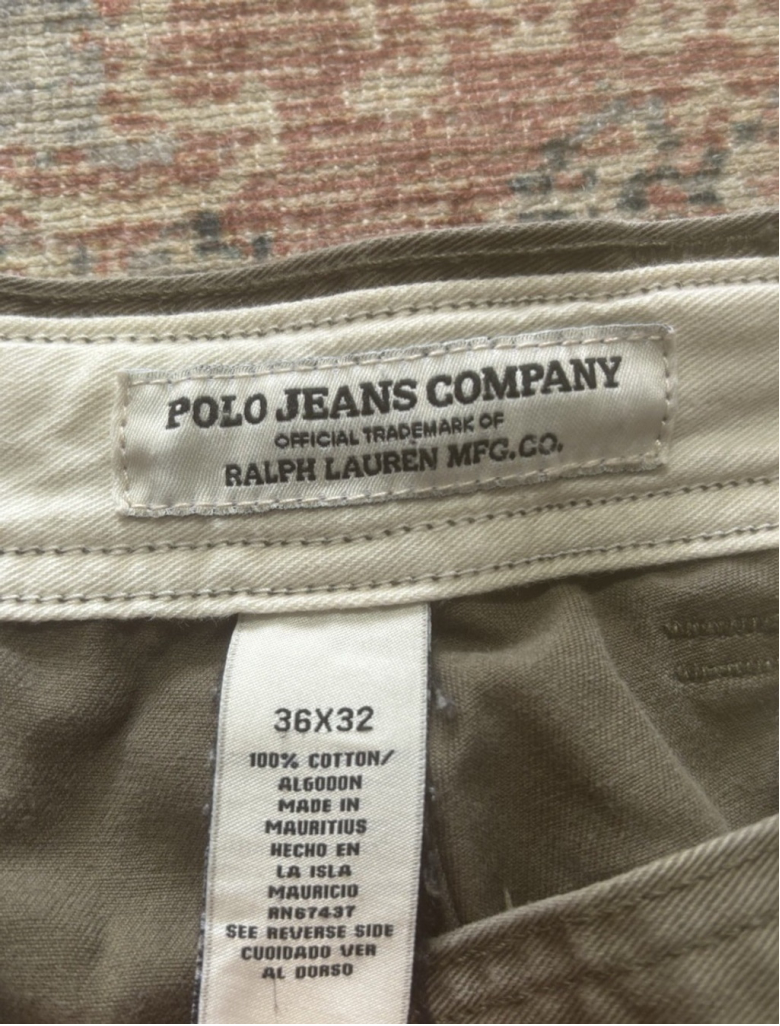 POLO JEANS COMPANY
OFFICIAL TRADEMARK OF
RALPH LAUREN MFG.CO.
36X32
100% COTTON/
ALGODON
MADE IN
MAURITIUS
HECHO EN
LA ISLA
MAURICIO
RN67437
SEE REVERSE SIDE
CUOIDADO VER
AL DORSO